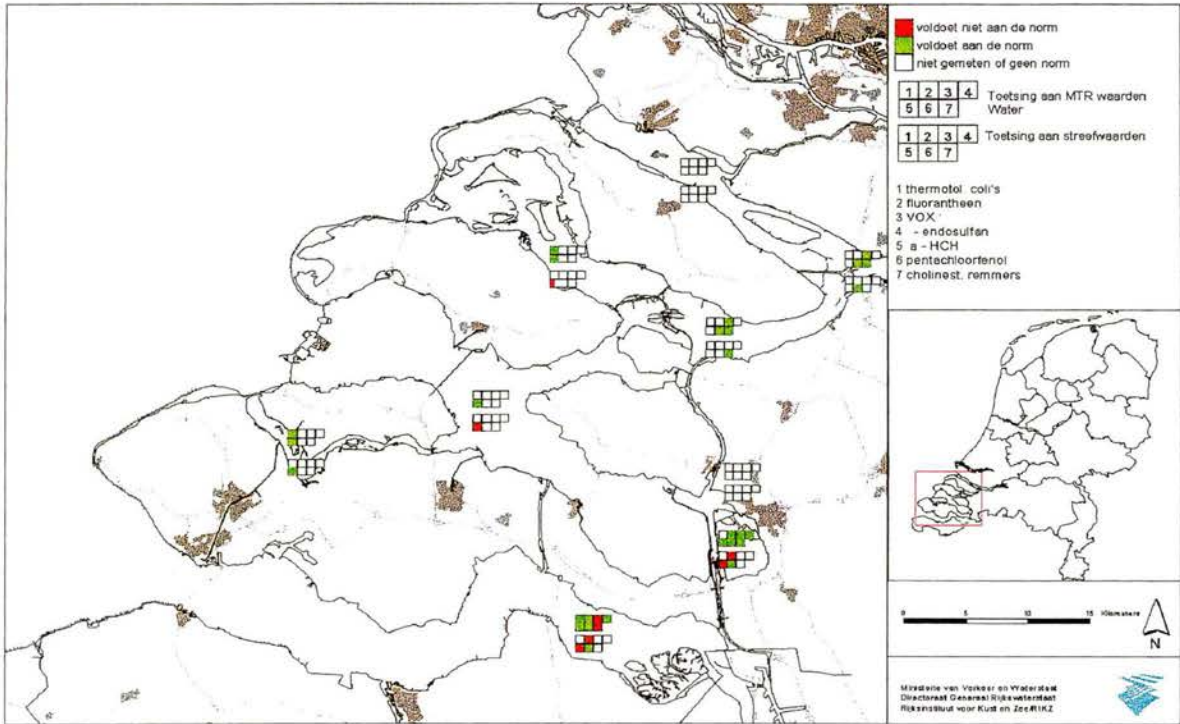 voldoet niet aan de norm
voldoet aan de norm
niet gemeten of geen norm
1 2 3 4
5 6 7
Toetsing aan MTR waarden
Water
1 2 3 4
5 6 7
Toetsing aan streefwaarden
1 thermotol coli's
2 fluorantheen
3 VOX
4 - endosulfan
5 a - HCH
6 pentachloorfenol
7 cholinest. remmers
0 5 10 15 Kilometers
N
Ministerie van Verkeer en Waterstaat
Directoraat Generaal Rijkswaterstaat
Rijksinstituut voor Kust en Zee/RIKZ